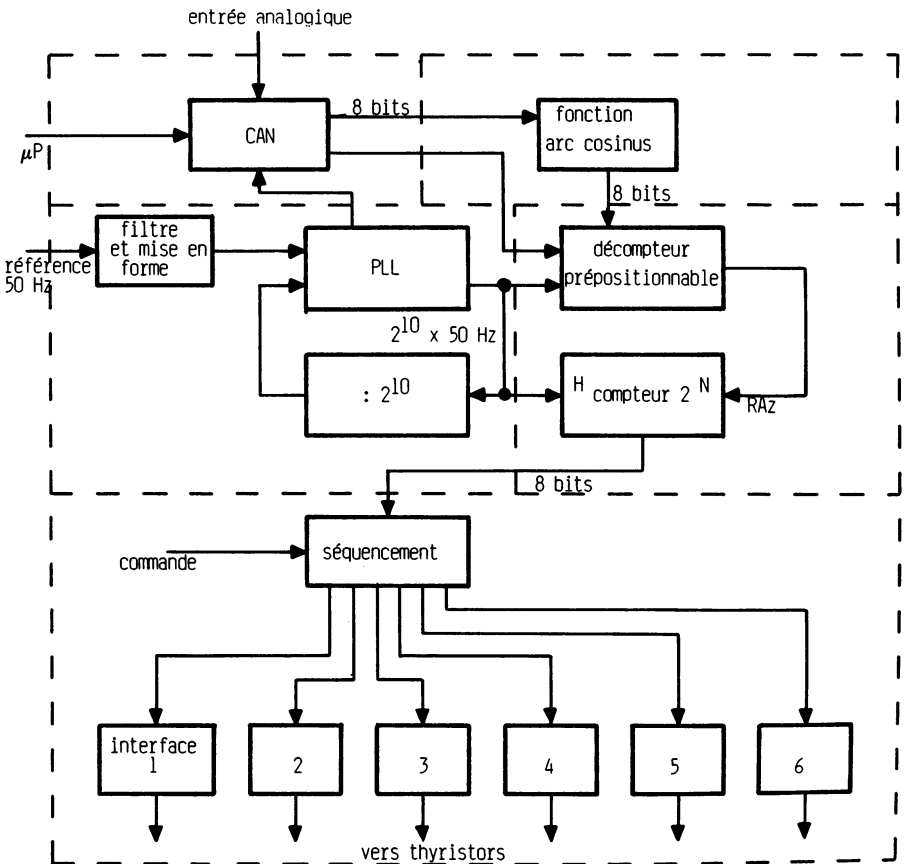 entrée analogique
CAN
8 bits
fonction
arc cosinus
µP
8 bits
filtre
et mise en
forme
référence
50 Hz
PLL
décompteur
prépositionnable
2^10 x 50 Hz
: 2^10
H
compteur 2^N
RAz
8 bits
séquencement
commande
interface
1
2
3
4
5
6
vers thyristors